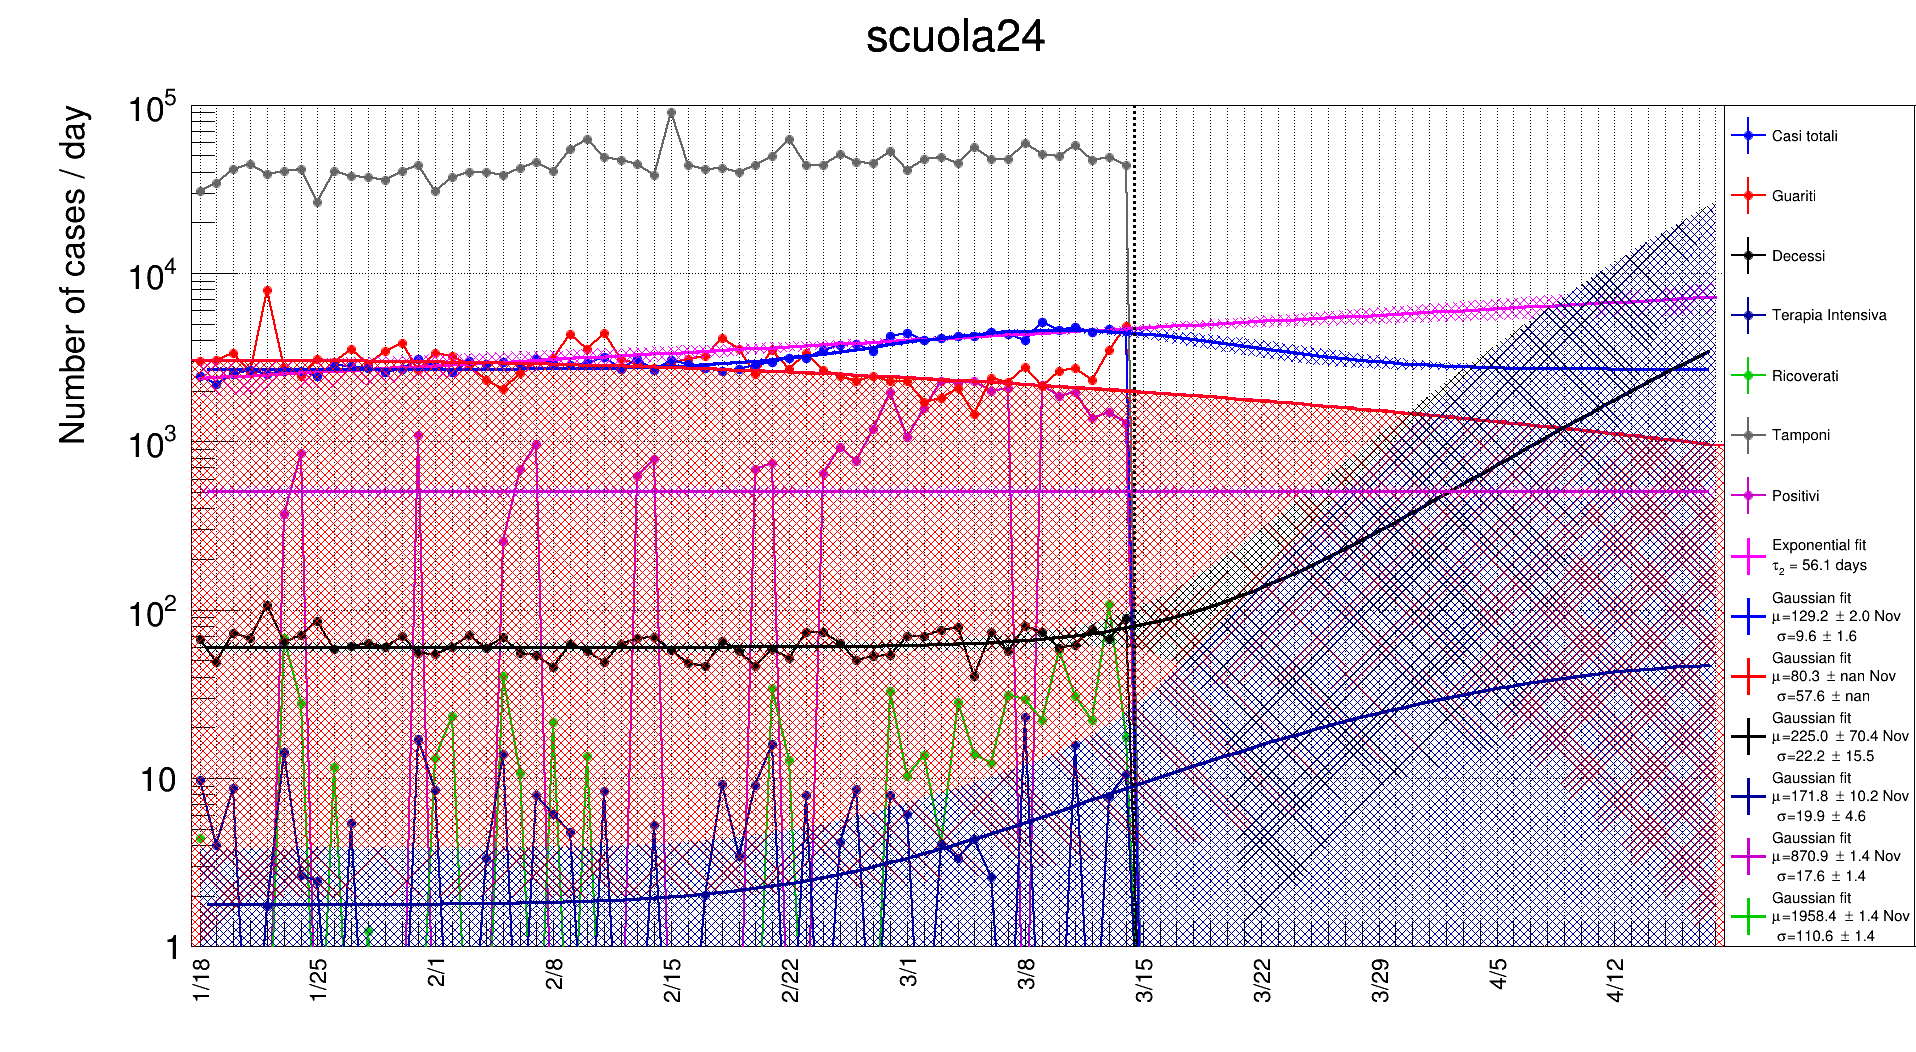 scuola24
Number of cases / day
10^5
10^4
10^3
10^2
10
1
1/18
1/25
2/1
2/8
2/15
2/22
3/1
3/8
3/15
3/22
3/29
4/5
4/12
Casi totali
Guariti
Decessi
Terapia Intensiva
Ricoverati
Tamponi
Positivi
Exponential fit
τ₂ = 56.1 days
Gaussian fit
μ=129.2 ± 2.0 Nov
σ=9.6 ± 1.6
Gaussian fit
μ=80.3 ± nan Nov
σ=57.6 ± nan
Gaussian fit
μ=225.0 ± 70.4 Nov
σ=22.2 ± 15.5
Gaussian fit
μ=171.8 ± 10.2 Nov
σ=19.9 ± 4.6
Gaussian fit
μ=870.9 ± 1.4 Nov
σ=17.6 ± 1.4
Gaussian fit
μ=1958.4 ± 1.4 Nov
σ=110.6 ± 1.4